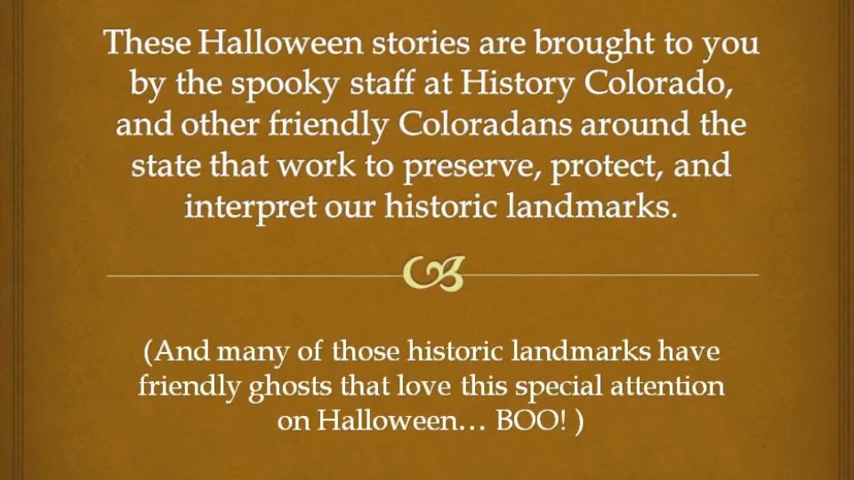 These Halloween stories are brought to you
by the spooky staff at History Colorado,
and other friendly Coloradans around the
state that work to preserve, protect, and
interpret our historic landmarks.
(And many of those historic landmarks have
friendly ghosts that love this special attention
on Halloween… BOO! )